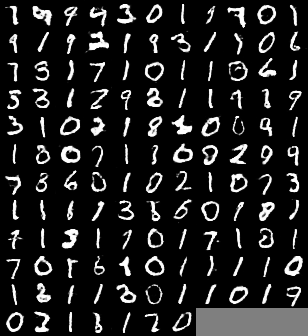 7 9 4 9 3 0 1 1 7 0 1
9 1 9 2 1 9 3 1 1 0 6
7 3 1 7 1 0 1 1 0 6 1
5 3 1 2 9 8 1 1 9 1 9
3 1 0 2 1 8 2 0 0 9 1
1 8 0 7 1 1 0 8 2 9 9
7 8 6 0 1 0 2 1 0 7 3
1 1 1 1 3 8 6 0 1 8 1
7 1 3 1 1 0 1 7 1 8 1
7 0 1 6 1 0 1 1 1 1 0
1 8 1 1 8 0 1 1 0 1 9
0 3 1 8 1 7 0